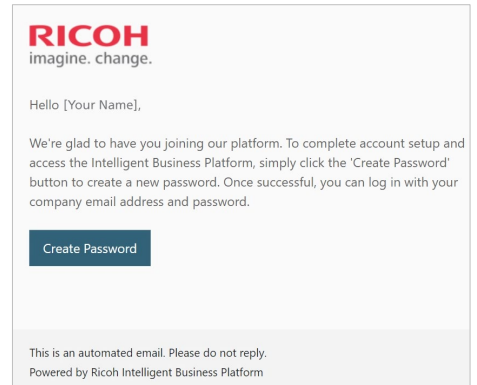 RICOH
imagine. change.
Hello [Your Name],
We're glad to have you joining our platform. To complete account setup and
access the Intelligent Business Platform, simply click the 'Create Password'
button to create a new password. Once successful, you can log in with your
company email address and password.
Create Password
This is an automated email. Please do not reply.
Powered by Ricoh Intelligent Business Platform